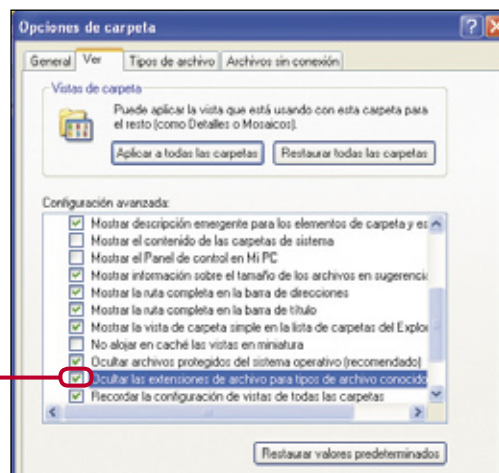 Opciones de carpeta
General Ver Tipos de archivo Archivos sin conexión
Vistas de carpeta
Puede aplicar la vista que está usando con esta carpeta para
el resto (como Detalles o Mosaicos).
Aplicar a todas las carpetas Restaurar todas las carpetas
Configuración avanzada:
Mostrar descripción emergente para los elementos de carpeta y es
Mostrar el contenido de las carpetas de sistema
Mostrar el Panel de control en Mi PC
Mostrar información sobre el tamaño de los archivos en sugerencia
Mostrar la ruta completa en la barra de direcciones
Mostrar la ruta completa en la barra de título
Mostrar la vista de carpeta simple en la lista de carpetas del Explor
No alojar en caché las vistas en miniatura
Ocultar archivos protegidos del sistema operativo (recomendado)
Ocultar las extensiones de archivo para tipos de archivo conocido
Recordar la configuración de vistas de todas las carpetas
Restaurar valores predeterminados